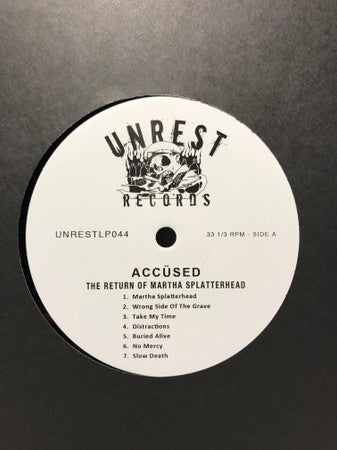 UNREST
RECORDS
UNRESTLP044
33 1/3 RPM - SIDE A
ACCÜSED
THE RETURN OF MARTHA SPLATTERHEAD
1. Martha Splatterhead
2. Wrong Side Of The Grave
3. Take My Time
4. Distractions
5. Buried Alive
6. No Mercy
7. Slow Death